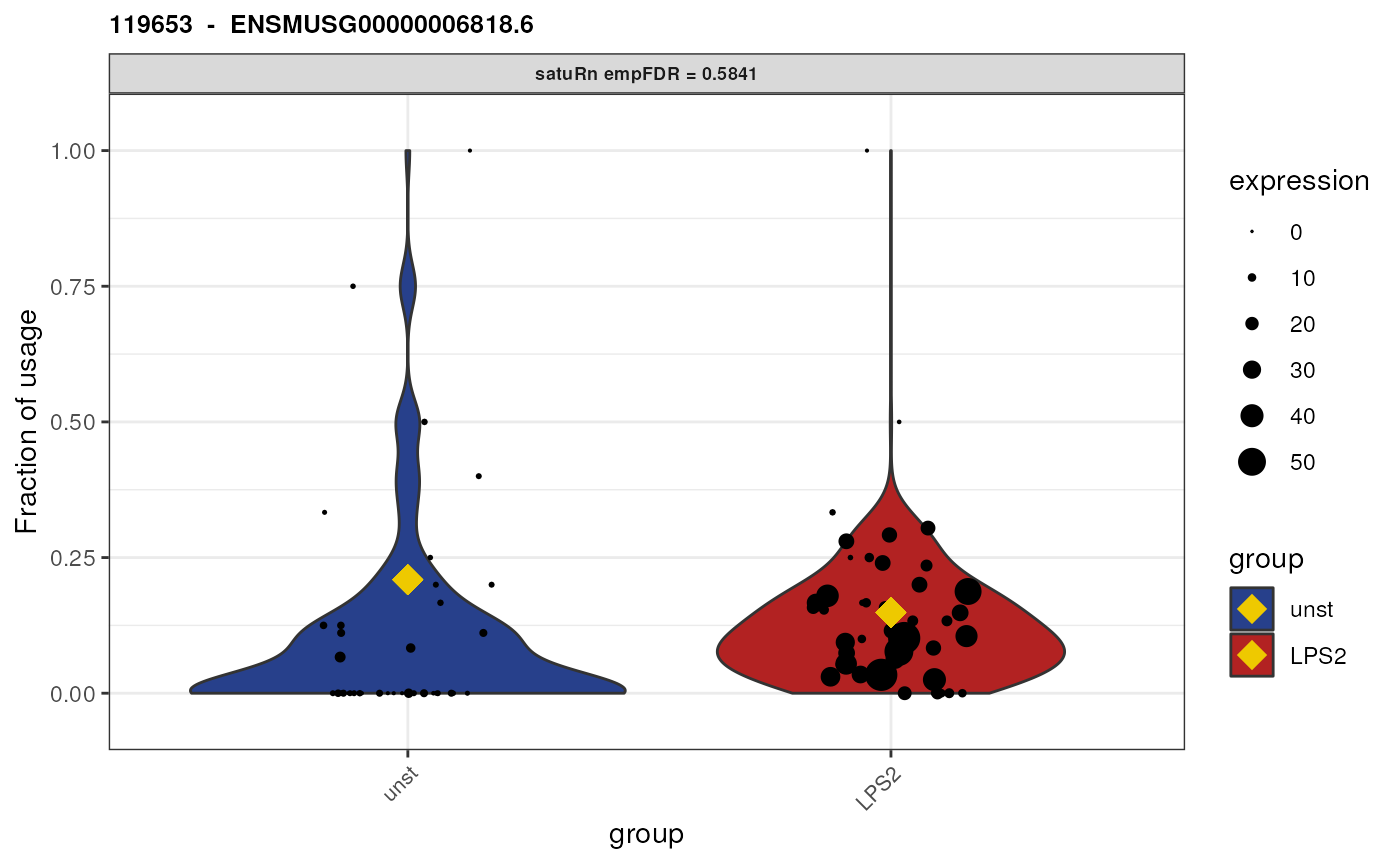 119653 - ENSMUSG00000006818.6
satuRn empFDR = 0.5841
1.00
0.75
0.50
0.25
0.00
Fraction of usage
unst
LPS2
group
expression
0
10
20
30
40
50
group
unst
LPS2